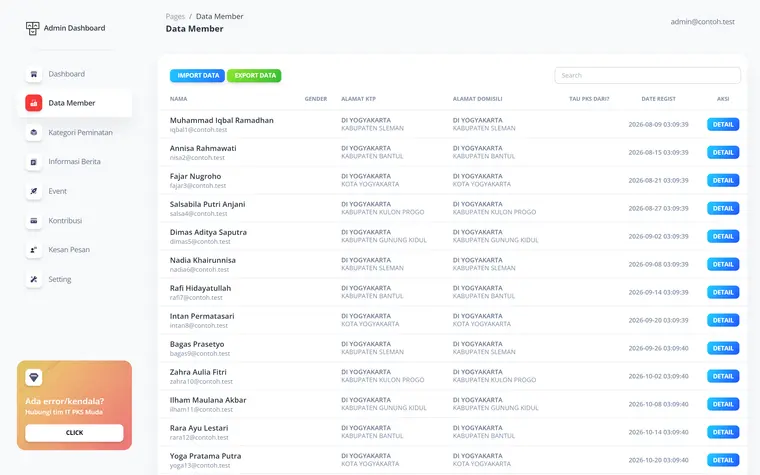 Admin Dashboard
Dashboard
Data Member
Kategori Peminatan
Informasi Berita
Event
Kontribusi
Kesan Pesan
Setting
Ada error/kendala?
Hubungi tim IT PKS Muda
CLICK
Pages / Data Member
Data Member
admin@contoh.test
IMPORT DATA EXPORT DATA Search
NAMA GENDER ALAMAT KTP ALAMAT DOMISILI TAU PKS DARI? DATE REGIST AKSI
Muhammad Iqbal Ramadhan DI YOGYAKARTA DI YOGYAKARTA 2026-08-09 03:09:39 DETAIL
iqbal1@contoh.test KABUPATEN SLEMAN KABUPATEN SLEMAN
Annisa Rahmawati DI YOGYAKARTA DI YOGYAKARTA 2026-08-15 03:09:39 DETAIL
nisa2@contoh.test KABUPATEN BANTUL KABUPATEN BANTUL
Fajar Nugroho DI YOGYAKARTA DI YOGYAKARTA 2026-08-21 03:09:39 DETAIL
fajar3@contoh.test KOTA YOGYAKARTA KOTA YOGYAKARTA
Salsabila Putri Anjani DI YOGYAKARTA DI YOGYAKARTA 2026-08-27 03:09:39 DETAIL
salsa4@contoh.test KABUPATEN KULON PROGO KABUPATEN KULON PROGO
Dimas Aditya Saputra DI YOGYAKARTA DI YOGYAKARTA 2026-09-02 03:09:39 DETAIL
dimas5@contoh.test KABUPATEN GUNUNG KIDUL KABUPATEN GUNUNG KIDUL
Nadia Khairunnisa DI YOGYAKARTA DI YOGYAKARTA 2026-09-08 03:09:39 DETAIL
nadia6@contoh.test KABUPATEN SLEMAN KABUPATEN SLEMAN
Rafi Hidayatullah DI YOGYAKARTA DI YOGYAKARTA 2026-09-14 03:09:39 DETAIL
rafi7@contoh.test KABUPATEN BANTUL KABUPATEN BANTUL
Intan Permatasari DI YOGYAKARTA DI YOGYAKARTA 2026-09-20 03:09:39 DETAIL
intan8@contoh.test KOTA YOGYAKARTA KOTA YOGYAKARTA
Bagas Prasetyo DI YOGYAKARTA DI YOGYAKARTA 2026-09-26 03:09:40 DETAIL
bagas9@contoh.test KABUPATEN SLEMAN KABUPATEN SLEMAN
Zahra Aulia Fitri DI YOGYAKARTA DI YOGYAKARTA 2026-10-02 03:09:40 DETAIL
zahra10@contoh.test KABUPATEN KULON PROGO KABUPATEN KULON PROGO
Ilham Maulana Akbar DI YOGYAKARTA DI YOGYAKARTA 2026-10-08 03:09:40 DETAIL
ilham11@contoh.test KABUPATEN GUNUNG KIDUL KABUPATEN GUNUNG KIDUL
Rara Ayu Lestari DI YOGYAKARTA DI YOGYAKARTA 2026-10-14 03:09:40 DETAIL
rara12@contoh.test KABUPATEN BANTUL KABUPATEN BANTUL
Yoga Pratama Putra DI YOGYAKARTA DI YOGYAKARTA 2026-10-20 03:09:40 DETAIL
yoga13@contoh.test KOTA YOGYAKARTA KOTA YOGYAKARTA